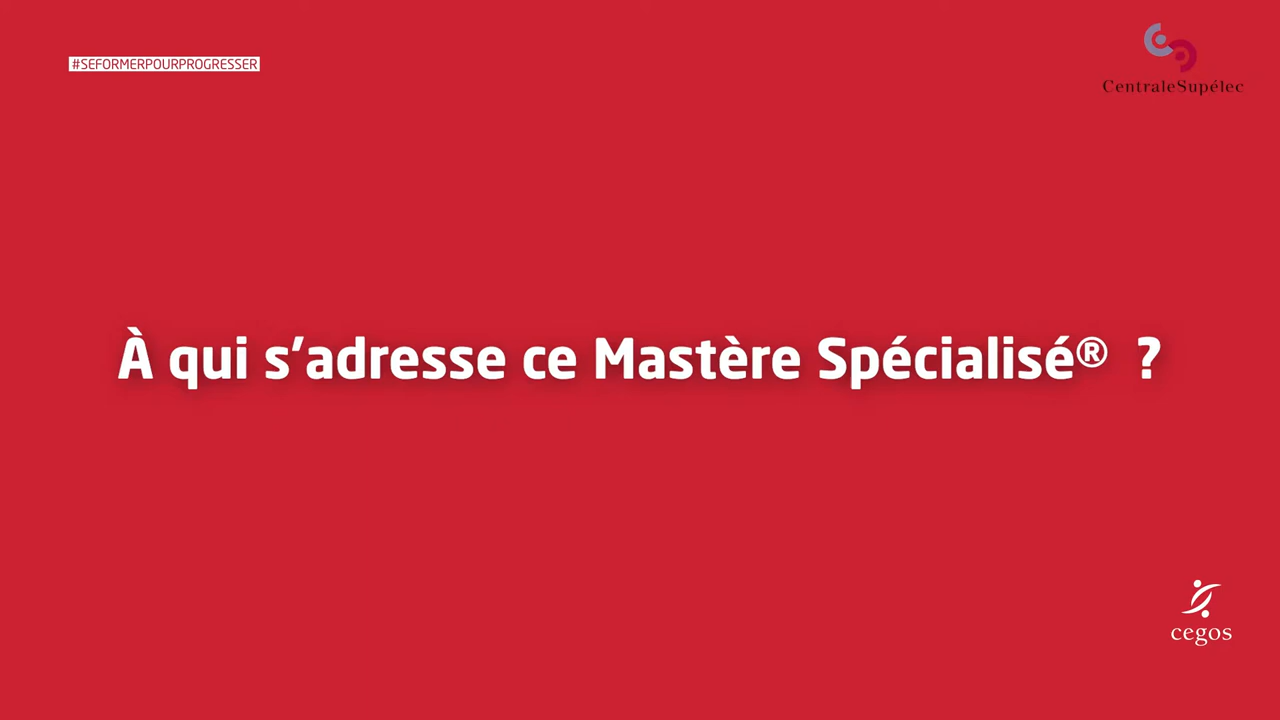 #SEFORMERPOURPROGRESSER
CentraleSupélec
À qui s’adresse ce Mastère Spécialisé® ?
cegos